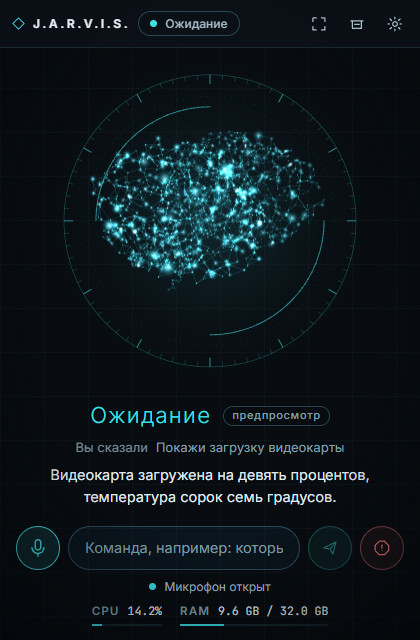 J.A.R.V.I.S. Ожидание
Ожидание предпросмотр
Вы сказали Покажи загрузку видеокарты
Видеокарта загружена на девять процентов,
температура сорок семь градусов.
Команда, например: которь
Микрофон открыт
CPU 14.2% RAM 9.6 GB / 32.0 GB